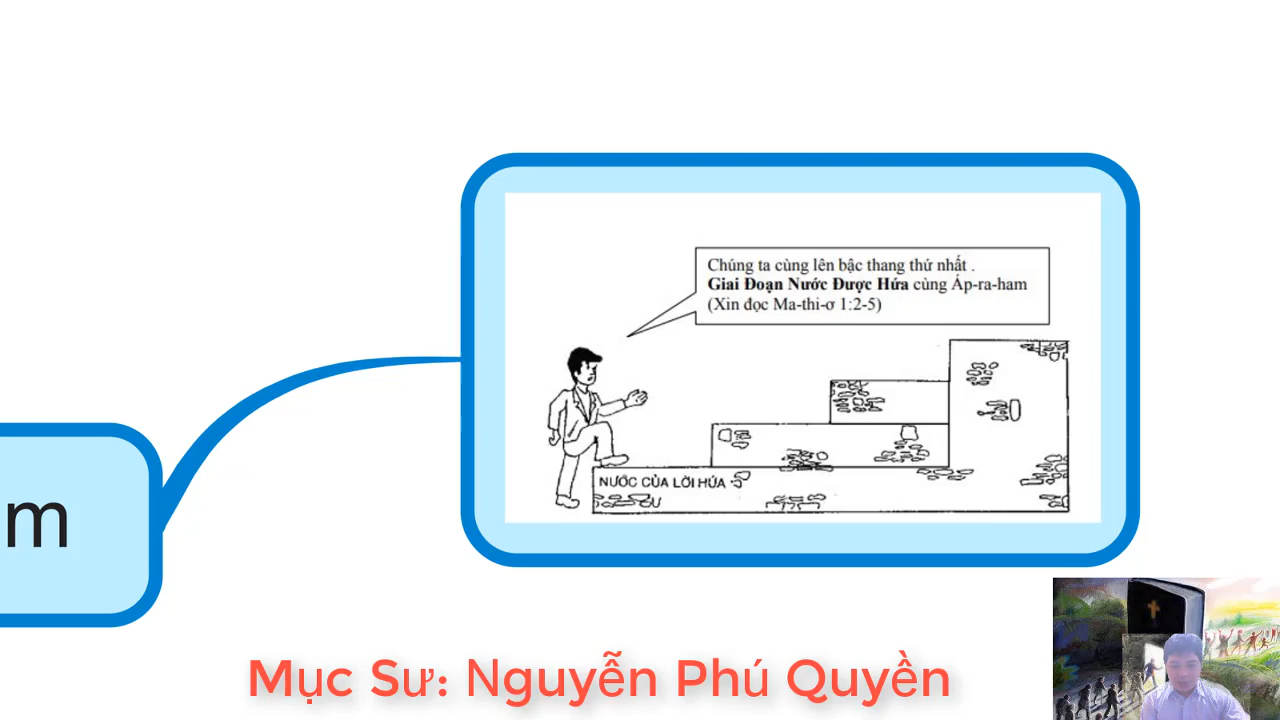 Chúng ta cùng lên bậc thang thứ nhất .
Giai Đoạn Nước Được Hứa cùng Áp-ra-ham
(Xin đọc Ma-thi-ơ 1:2-5)
NƯỚC CỦA LỜI HỨA
m
Mục Sư: Nguyễn Phú Quyền